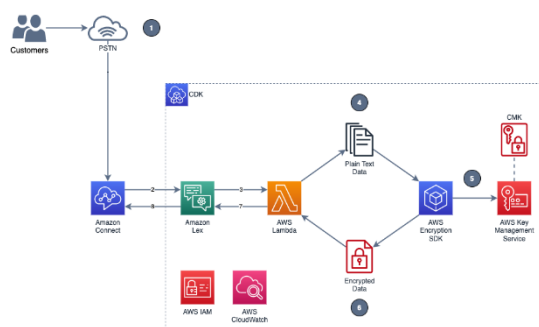 Customers
PSTN
1
CDK
4
CMK
Plain Text
Data
5
2
3
8
7
Amazon
Connect
Amazon
Lex
AWS
Lambda
AWS
Encryption
SDK
AWS Key
Management
Service
Encrypted
Data
6
AWS IAM
AWS
CloudWatch